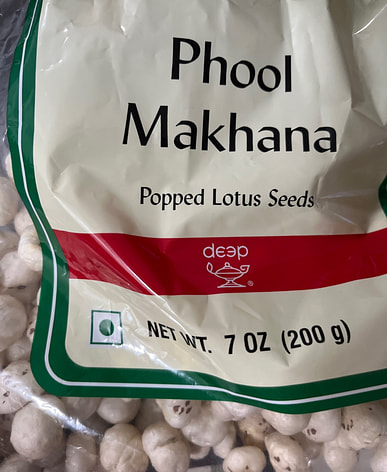 Phool
Makhana
Popped Lotus Seeds
deep
®
NET WT. 7 OZ (200 g)